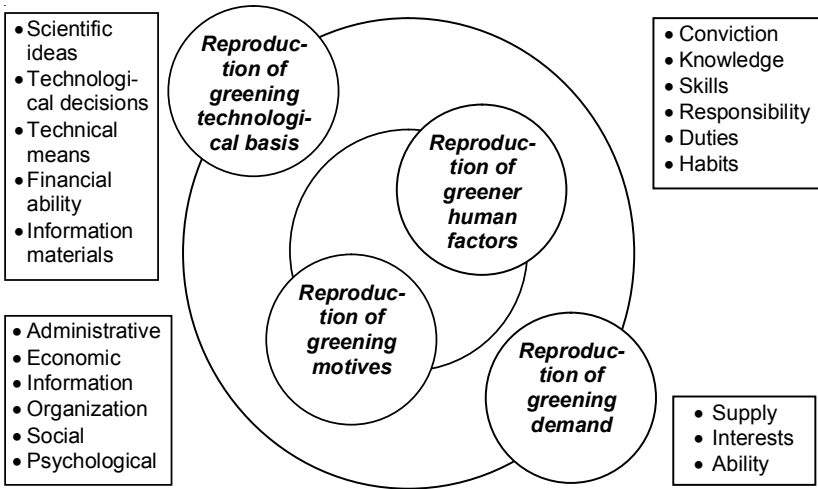 • Scientific
ideas
• Technologi-
cal decisions
• Technical
means
• Financial
ability
• Information
materials
Reproduc-
tion of
greening
technologi-
cal basis
Reproduc-
tion of
greener
human
factors
• Conviction
• Knowledge
• Skills
• Responsibility
• Duties
• Habits
• Administrative
• Economic
• Information
• Organization
• Social
• Psychological
Reproduc-
tion of
greening
motives
Reproduc-
tion of
greening
demand
• Supply
• Interests
• Ability